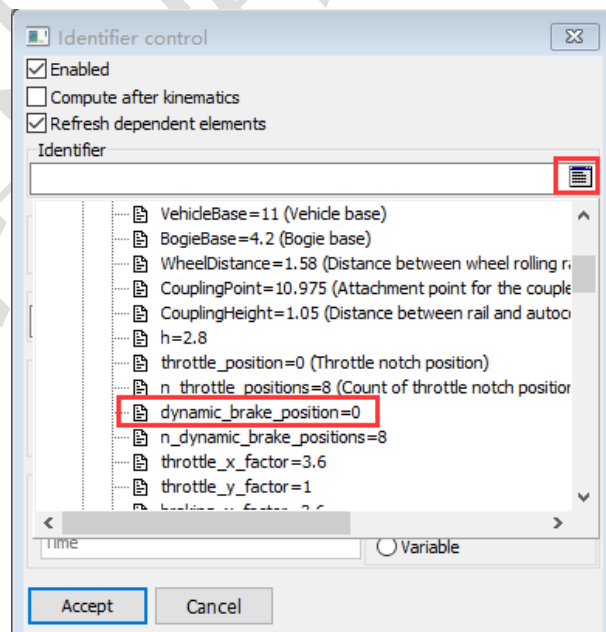 Identifier control
Enabled
Compute after kinematics
Refresh dependent elements
Identifier
VehicleBase=11 (Vehicle base)
BogieBase=4.2 (Bogie base)
WheelDistance=1.58 (Distance between wheel rolling
CouplingPoint=10.975 (Attachment point for the couple
CouplingHeight=1.05 (Distance between rail and autoco
h=2.8
throttle_position=0 (Throttle notch position)
n_throttle_positions=8 (Count of throttle notch position
dynamic_brake_position=0
n_dynamic_brake_positions=8
throttle_x_factor=3.6
throttle_y_factor=1
Time
Variable
Accept Cancel